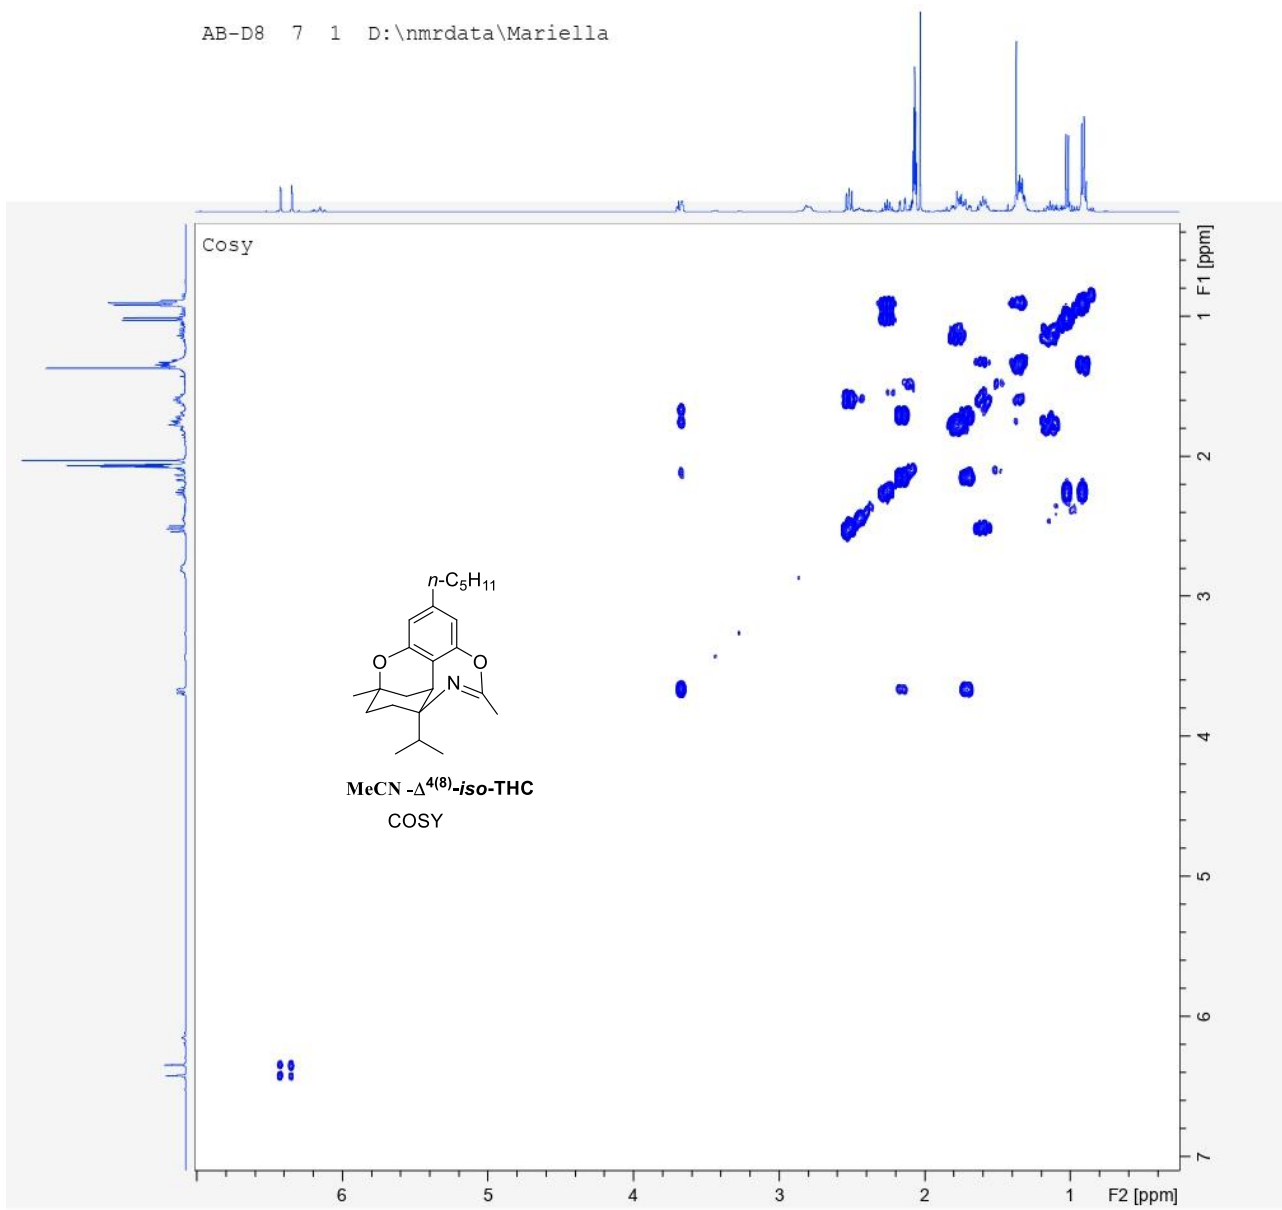 AB-D8 7 1 D:\nmrdata\Mariella
Cosy
F1 [ppm]
1
2
3
4
5
6
7
n-C5H11
O
O
N
MeCN -Δ4(8)-iso-THC
COSY
6 5 4 3 2 1 F2 [ppm]